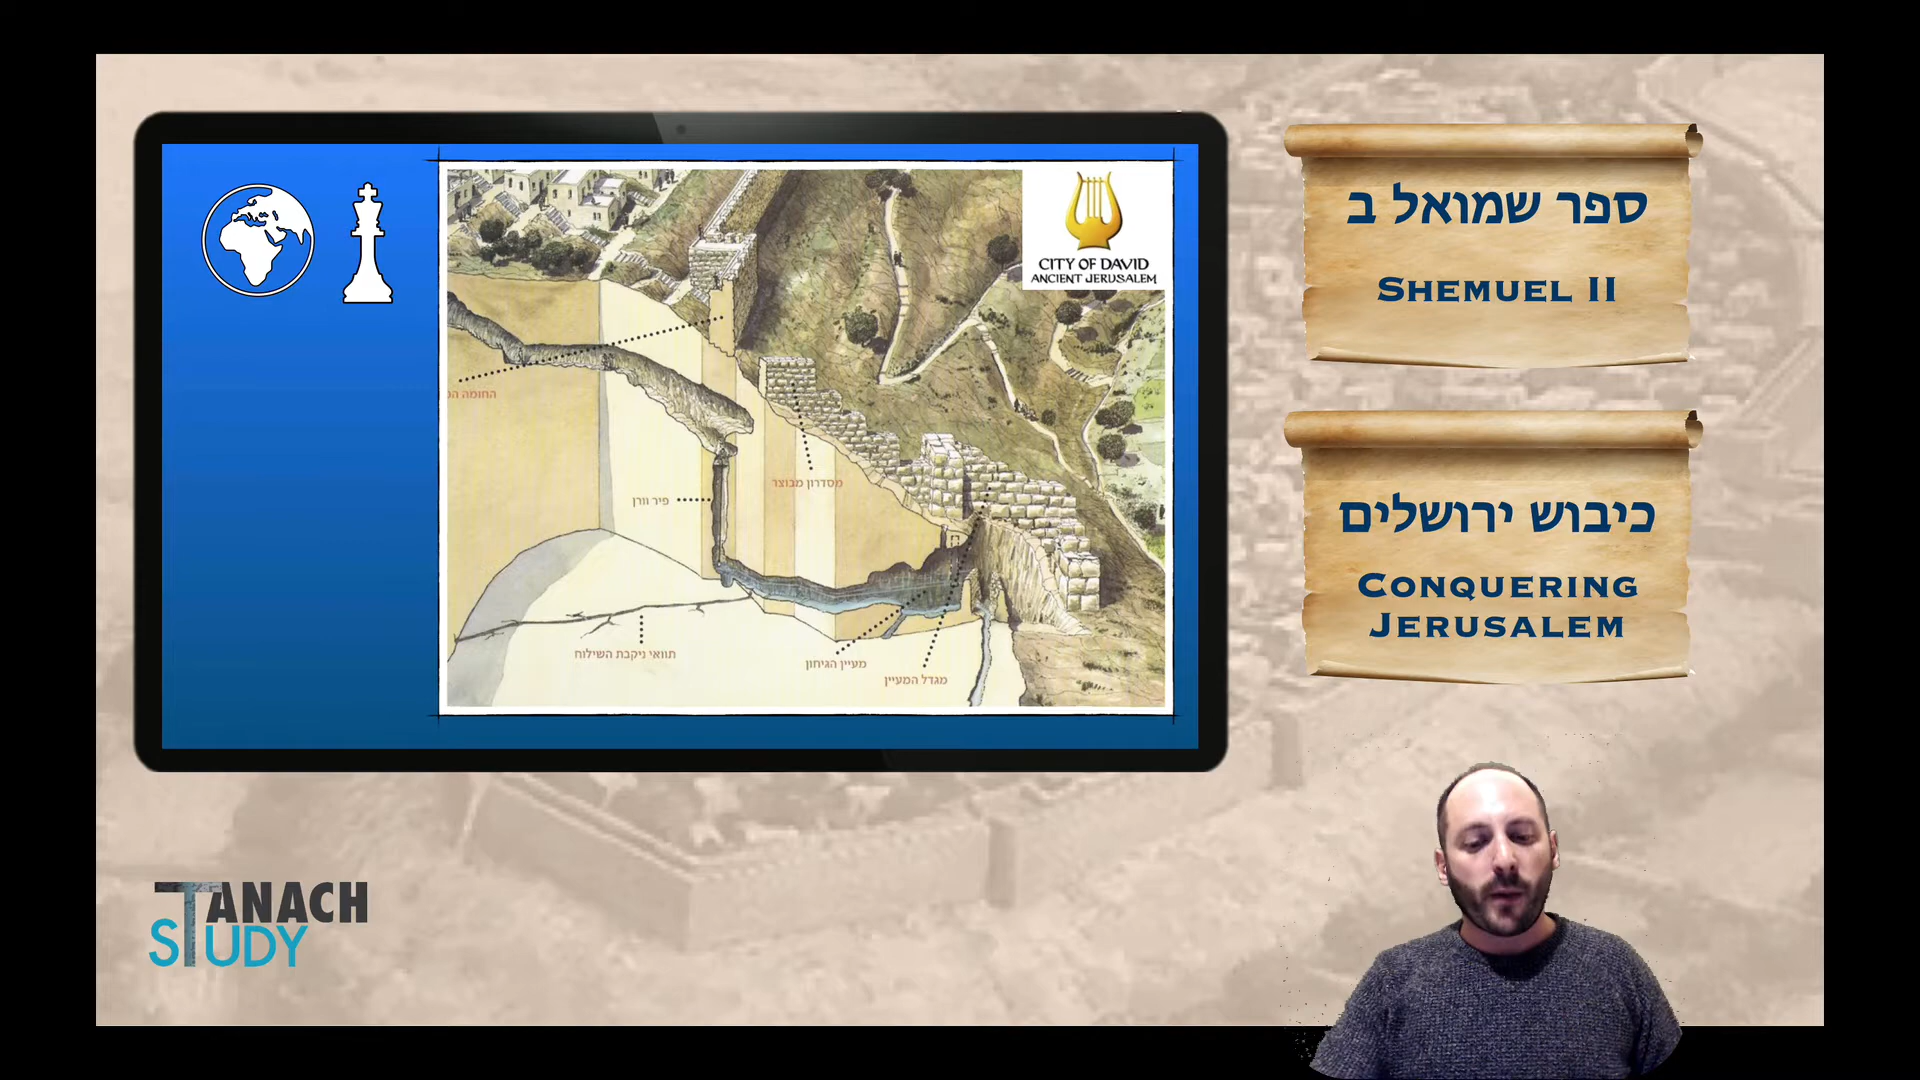 CITY OF DAVID
ANCIENT JERUSALEM
החומה
מסדרון מבוצר
פיר וורן
תוואי ניקבת השילוח
מעיין הגיחון
מגדל המעיין
ספר שמואל ב
SHEMUEL II
כיבוש ירושלים
CONQUERING
JERUSALEM
TANACH
STUDY